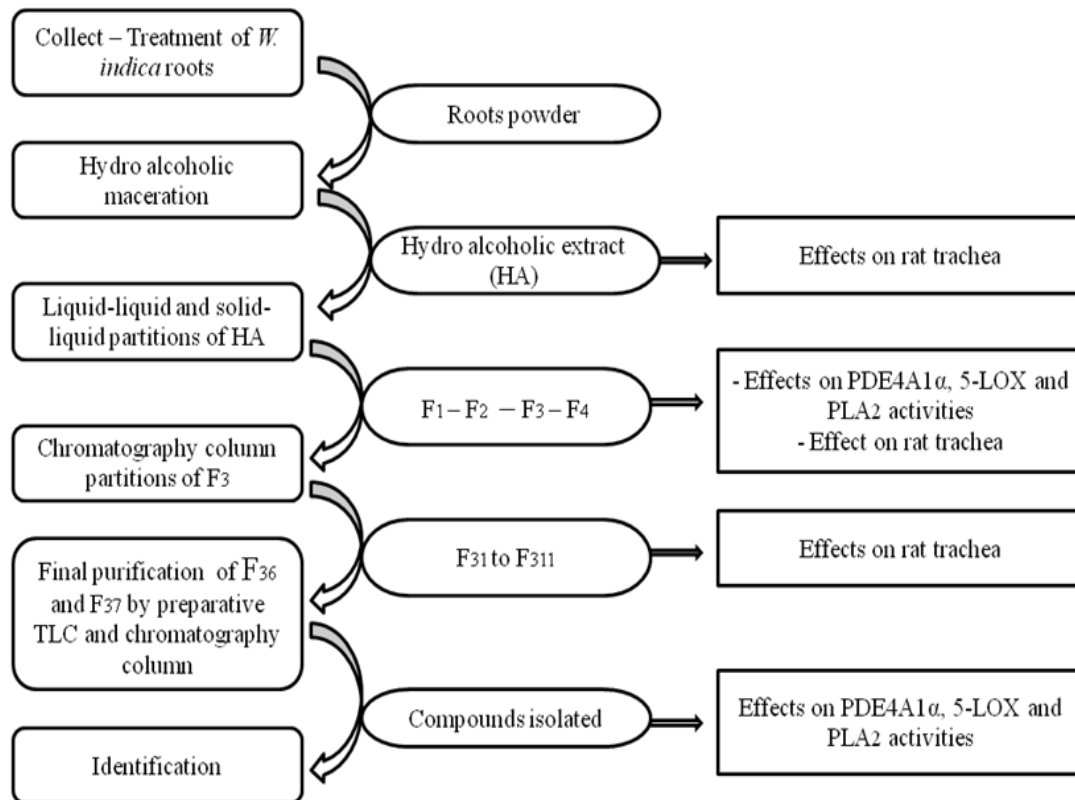 Collect – Treatment of W.
indica roots
Roots powder
Hydro alcoholic
maceration
Hydro alcoholic extract
(HA)
Effects on rat trachea
Liquid-liquid and solid-
liquid partitions of HA
F1 – F2 – F3 – F4
- Effects on PDE4A1α, 5-LOX and
PLA2 activities
- Effect on rat trachea
Chromatography column
partitions of F3
F31 to F311
Effects on rat trachea
Final purification of F36
and F37 by preparative
TLC and chromatography
column
Compounds isolated
Effects on PDE4A1α, 5-LOX and
PLA2 activities
Identification